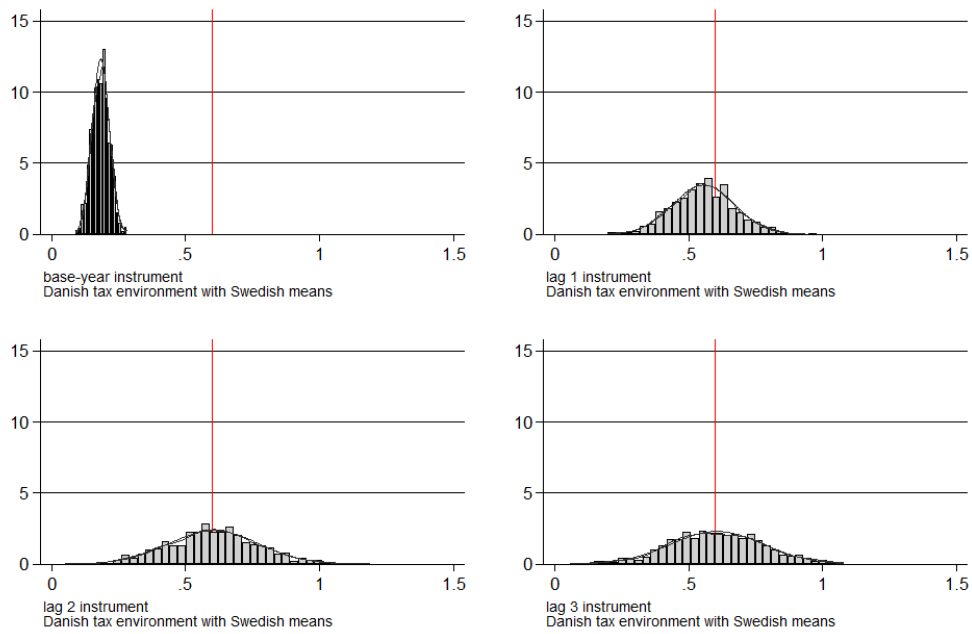 15
10
5
0
0 .5 1 1.5
base-year instrument
Danish tax environment with Swedish means
15
10
5
0
0 .5 1 1.5
lag 1 instrument
Danish tax environment with Swedish means
15
10
5
0
0 .5 1 1.5
lag 2 instrument
Danish tax environment with Swedish means
15
10
5
0
0 .5 1 1.5
lag 3 instrument
Danish tax environment with Swedish means